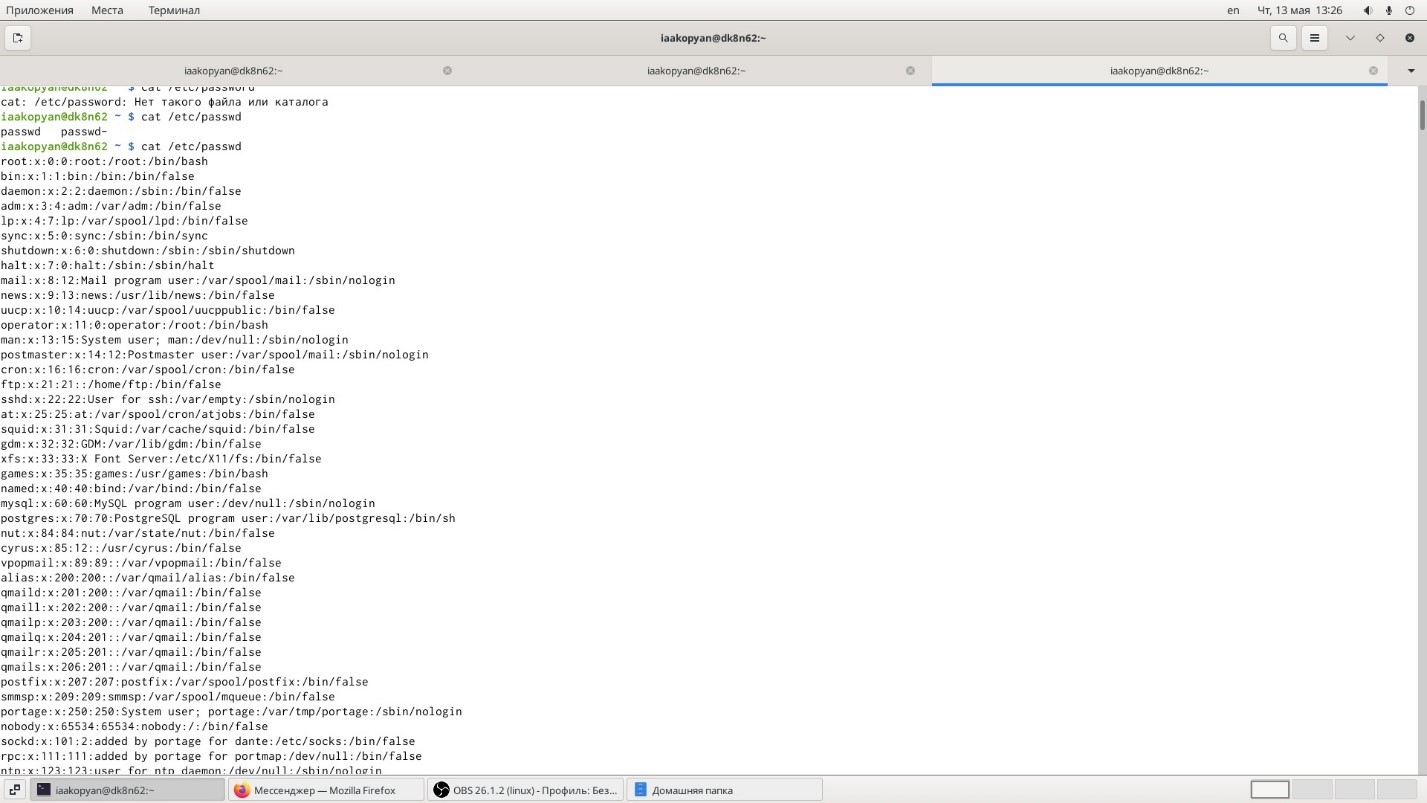 Приложения Места Терминал en Чт, 13 мая 13:26
iaakopyan@dk8n62:~
iaakopyan@dk8n62:~ iaakopyan@dk8n62:~ iaakopyan@dk8n62:~
iaakopyan@dk8n62 ~ $ cat /etc/password
cat: /etc/password: Нет такого файла или каталога
iaakopyan@dk8n62 ~ $ cat /etc/passwd
passwd passwd-
iaakopyan@dk8n62 ~ $ cat /etc/passwd
root:x:0:0:root:/root:/bin/bash
bin:x:1:1:bin:/bin:/bin/false
daemon:x:2:2:daemon:/sbin:/bin/false
adm:x:3:4:adm:/var/adm:/bin/false
lp:x:4:7:lp:/var/spool/lpd:/bin/false
sync:x:5:0:sync:/sbin:/bin/sync
shutdown:x:6:0:shutdown:/sbin:/sbin/shutdown
halt:x:7:0:halt:/sbin:/sbin/halt
mail:x:8:12:Mail program user:/var/spool/mail:/sbin/nologin
news:x:9:13:news:/usr/lib/news:/bin/false
uucp:x:10:14:uucp:/var/spool/uucppublic:/bin/false
operator:x:11:0:operator:/root:/bin/bash
man:x:13:15:System user; man:/dev/null:/sbin/nologin
postmaster:x:14:12:Postmaster user:/var/spool/mail:/sbin/nologin
cron:x:16:16:cron:/var/spool/cron:/bin/false
ftp:x:21:21::/home/ftp:/bin/false
sshd:x:22:22:User for ssh:/var/empty:/sbin/nologin
at:x:25:25:at:/var/spool/cron/atjobs:/bin/false
squid:x:31:31:Squid:/var/cache/squid:/bin/false
gdm:x:32:32:GDM:/var/lib/gdm:/bin/false
xfs:x:33:33:X Font Server:/etc/X11/fs:/bin/false
games:x:35:35:games:/usr/games:/bin/bash
named:x:40:40:bind:/var/bind:/bin/false
mysql:x:60:60:MySQL program user:/dev/null:/sbin/nologin
postgres:x:70:70:PostgreSQL program user:/var/lib/postgresql:/bin/sh
nut:x:84:84:nut:/var/state/nut:/bin/false
cyrus:x:85:12::/usr/cyrus:/bin/false
vpopmail:x:89:89::/var/vpopmail:/bin/false
alias:x:200:200::/var/qmail/alias:/bin/false
qmaild:x:201:200::/var/qmail:/bin/false
qmaill:x:202:200::/var/qmail:/bin/false
qmailp:x:203:200::/var/qmail:/bin/false
qmailq:x:204:201::/var/qmail:/bin/false
qmailr:x:205:201::/var/qmail:/bin/false
qmails:x:206:201::/var/qmail:/bin/false
postfix:x:207:207:postfix:/var/spool/postfix:/bin/false
smmsp:x:209:209:smmsp:/var/spool/mqueue:/bin/false
portage:x:250:250:System user; portage:/var/tmp/portage:/sbin/nologin
nobody:x:65534:65534:nobody:/:/bin/false
sockd:x:101:2:added by portage for dante:/etc/socks:/bin/false
rpc:x:111:111:added by portage for portmap:/dev/null:/bin/false
ntp:x:123:123:user for ntp daemon:/dev/null:/sbin/nologin
iaakopyan@dk8n62:~ Мессенджер — Mozilla Firefox OBS 26.1.2 (linux) - Профиль: Без... Домашняя папка